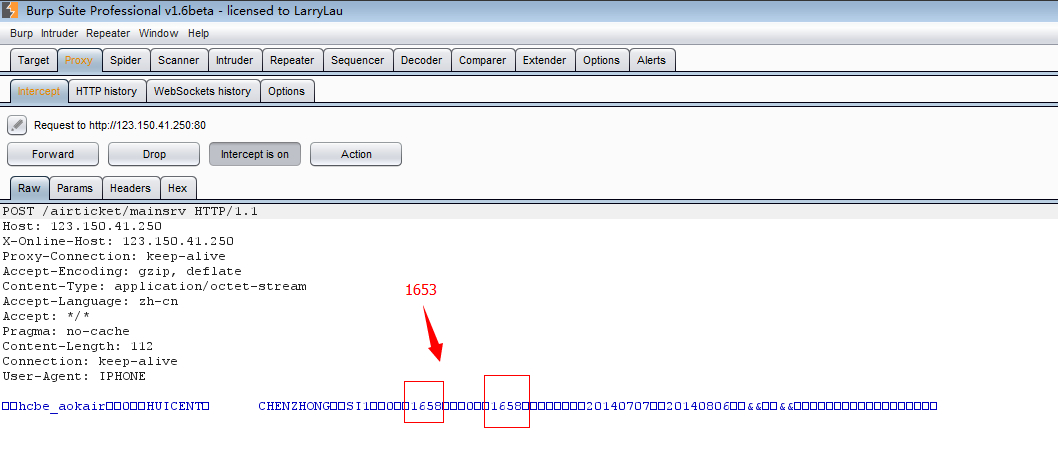 Burp Suite Professional v1.6beta - licensed to LarryLau
Burp Intruder Repeater Window Help
Target Proxy Spider Scanner Intruder Repeater Sequencer Decoder Comparer Extender Options Alerts
Intercept HTTP history WebSockets history Options
Request to http://123.150.41.250:80
Forward Drop Intercept is on Action
Raw Params Headers Hex
POST /airticket/mainsrv HTTP/1.1
Host: 123.150.41.250
X-Online-Host: 123.150.41.250
Proxy-Connection: keep-alive
Accept-Encoding: gzip, deflate
Content-Type: application/octet-stream
Accept-Language: zh-cn
Accept: */*
Pragma: no-cache
Content-Length: 112
Connection: keep-alive
User-Agent: IPHONE
1653
□□hcbe_aokair□□0□□HUICENT□ CHENZHONG□□SI1□□0□□1658□□□0□□1658□□□□□□□20140707□□20140806□□&&□□&□□□□□□□□□□□□□□□□□□